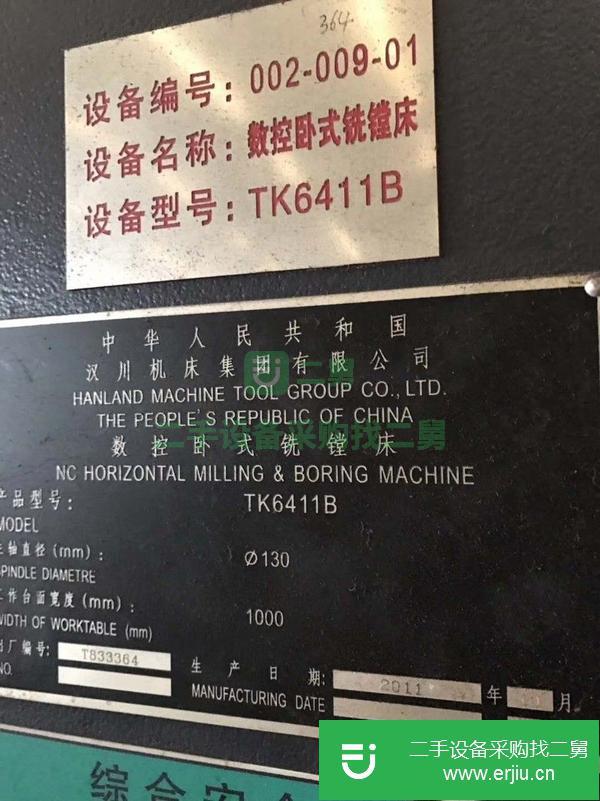 364
设备编号：002-009-01
设备名称：数控卧式铣镗床
设备型号：TK6411B
中华人民共和国
汉川机床集团有限公司
HANLAND MACHINE TOOL GROUP CO., LTD.
THE PEOPLE'S REPUBLIC OF CHINA
二舅
二手设备采购找二舅
数控卧式铣镗床
NC HORIZONTAL MILLING & BORING MACHINE
产品型号： TK6411B
MODEL
主轴直径（mm）： Ø130
SPINDLE DIAMETRE
工作台面宽度（mm）： 1000
WIDTH OF WORKTABLE (mm)
出厂编号: T833364 生产日期: 2011 年 月
NO. MANUFACTURING DATE
综合安全
二手设备采购找二舅
www.erjiu.cn